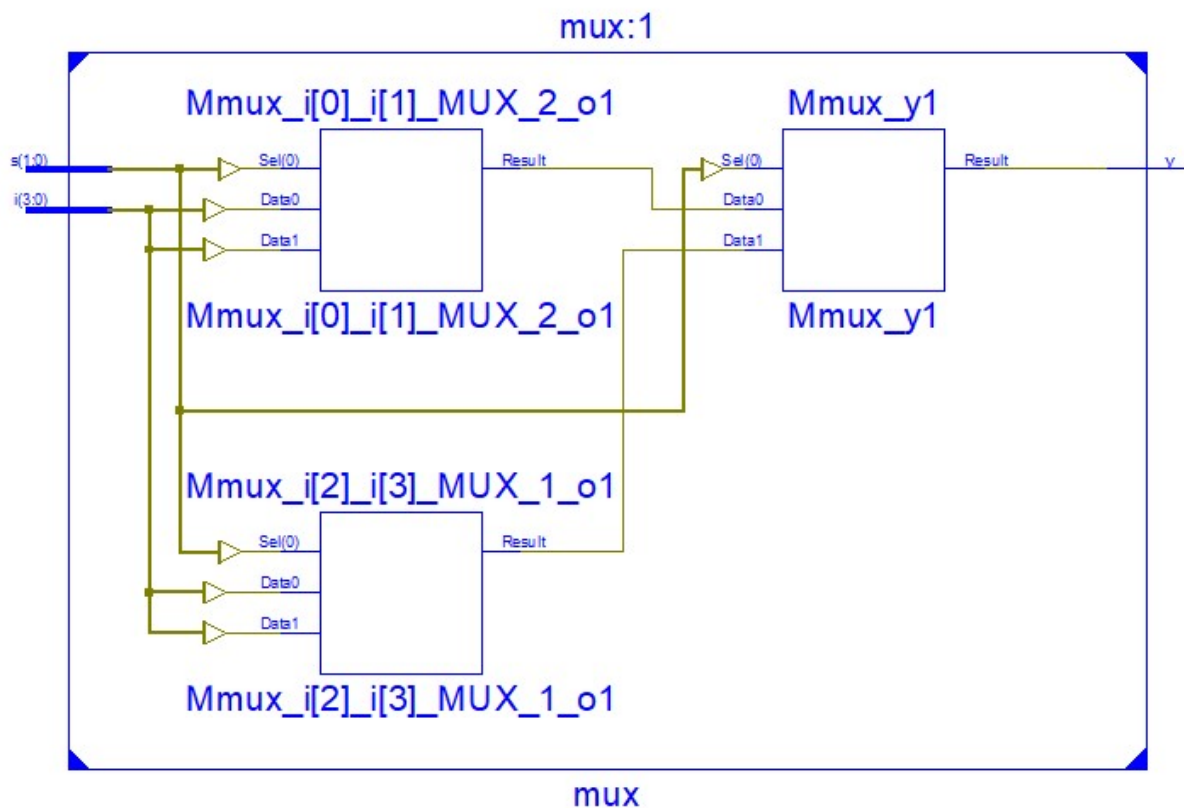 mux:1
Mmux_i[0]_i[1]_MUX_2_o1
Mmux_y1
s(1:0)
Sel(0)
Result
Sel(0)
Result
y
i(3:0)
Data0
Data0
Data1
Data1
Mmux_i[0]_i[1]_MUX_2_o1
Mmux_y1
Mmux_i[2]_i[3]_MUX_1_o1
Sel(0)
Result
Data0
Data1
Mmux_i[2]_i[3]_MUX_1_o1
mux